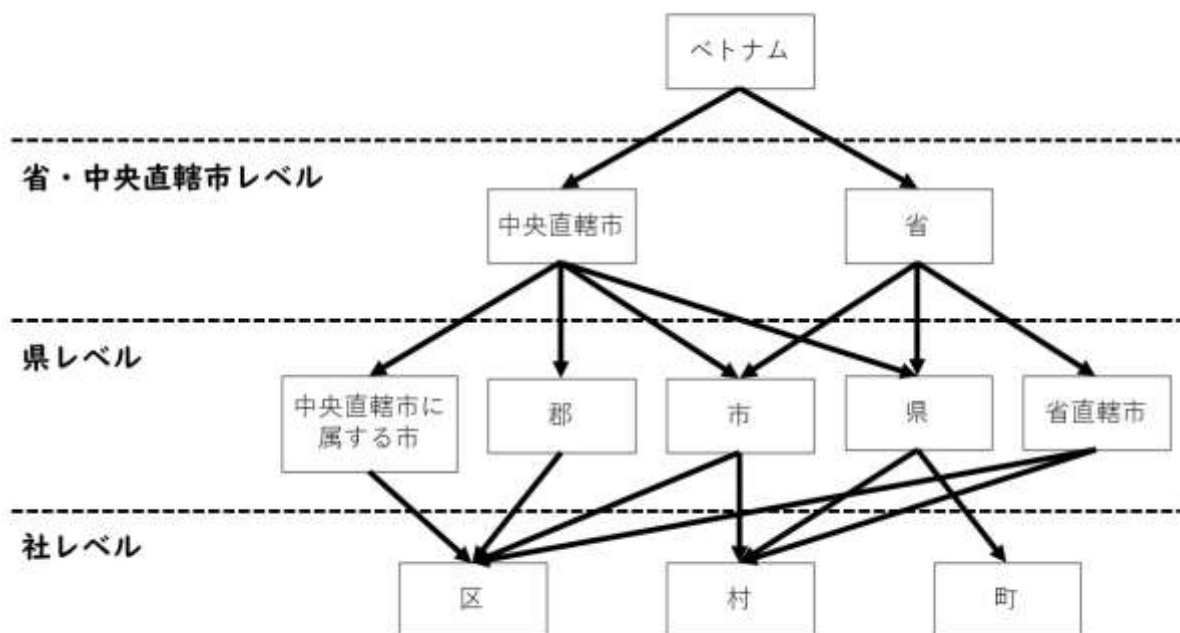 ベトナム
省・中央直轄市レベル
中央直轄市
省
県レベル
中央直轄市に
属する市
郡
市
県
省直轄市
社レベル
区
村
町